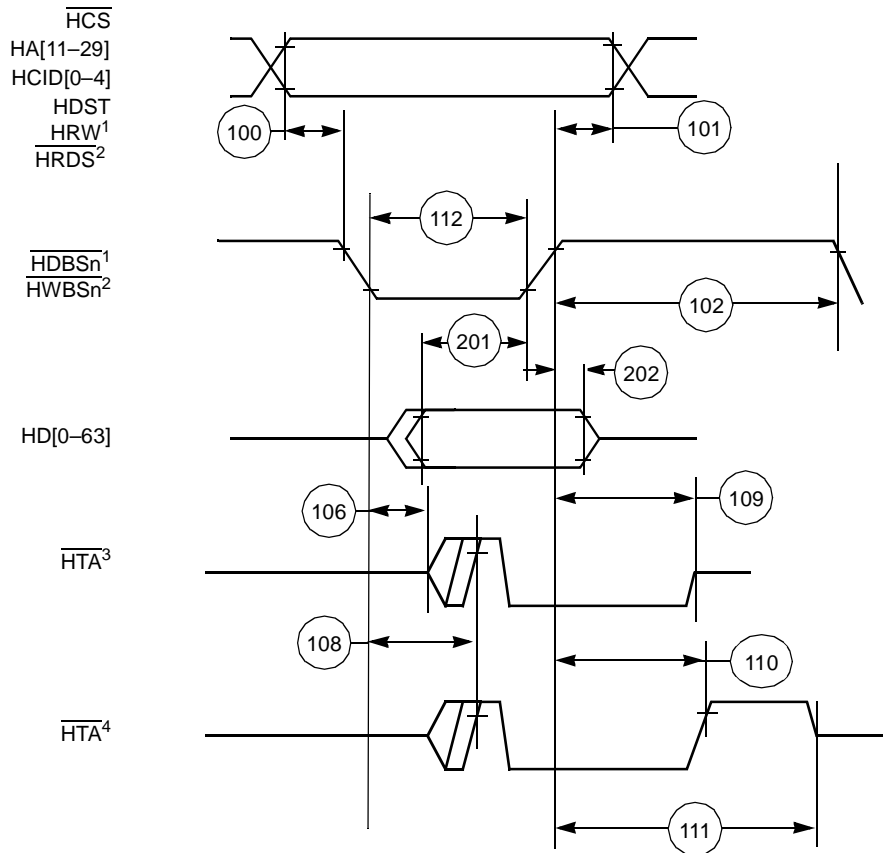 HCS
HA[11–29]
HCID[0–4]
HDST
HRW¹
HRDS²
100
101
112
HDBSn¹
HWBSn²
102
201
202
HD[0–63]
106
109
HTA³
108
110
HTA⁴
111